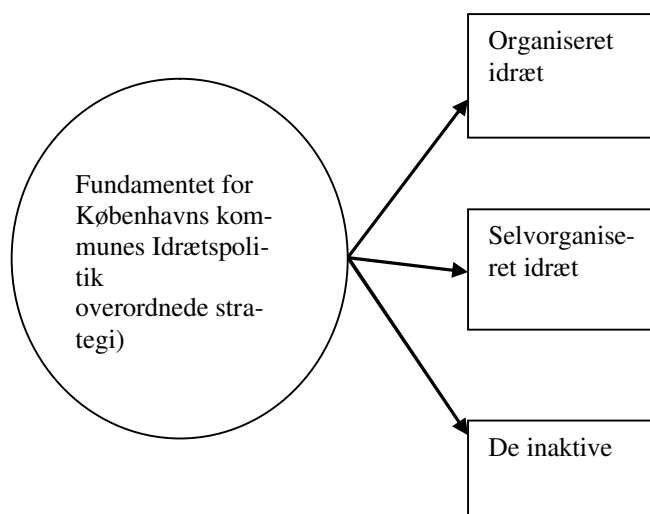 Fundamentet for
Københavns kom-
munes Idrætspoli-
tik
overordnede stra-
tegi)
Organiseret
idræt
Selvorganise-
ret idræt
De inaktive